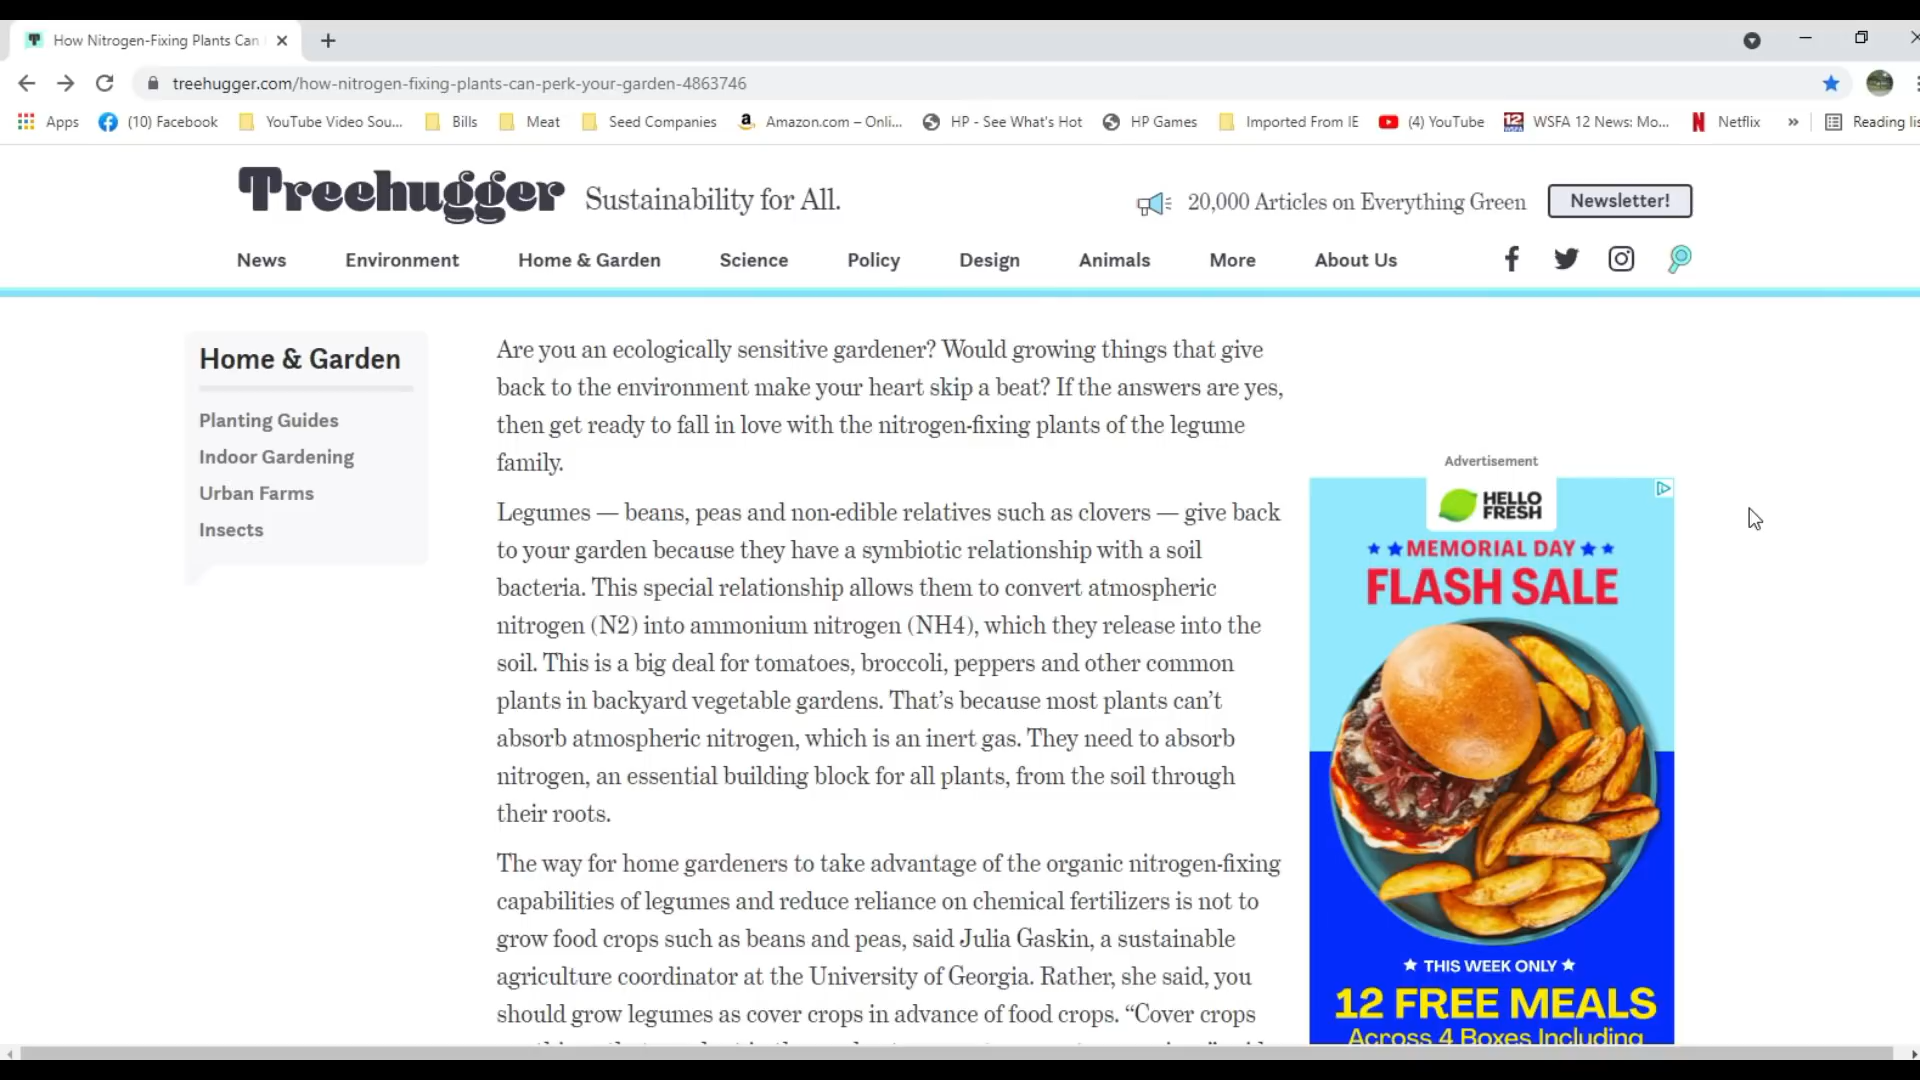 How Nitrogen-Fixing Plants Can
treehugger.com/how-nitrogen-fixing-plants-can-perk-your-garden-4863746
Apps (10) Facebook YouTube Video Sou... Bills Meat Seed Companies Amazon.com – Onli... HP - See What's Hot HP Games Imported From IE (4) YouTube WSFA 12 News: Mo... Netflix » Reading lis
Treehugger Sustainability for All. 20,000 Articles on Everything Green Newsletter!
News Environment Home & Garden Science Policy Design Animals More About Us
Home & Garden
Planting Guides
Indoor Gardening
Urban Farms
Insects
Are you an ecologically sensitive gardener? Would growing things that give
back to the environment make your heart skip a beat? If the answers are yes,
then get ready to fall in love with the nitrogen-fixing plants of the legume
family.
Legumes — beans, peas and non-edible relatives such as clovers — give back
to your garden because they have a symbiotic relationship with a soil
bacteria. This special relationship allows them to convert atmospheric
nitrogen (N2) into ammonium nitrogen (NH4), which they release into the
soil. This is a big deal for tomatoes, broccoli, peppers and other common
plants in backyard vegetable gardens. That’s because most plants can’t
absorb atmospheric nitrogen, which is an inert gas. They need to absorb
nitrogen, an essential building block for all plants, from the soil through
their roots.
The way for home gardeners to take advantage of the organic nitrogen-fixing
capabilities of legumes and reduce reliance on chemical fertilizers is not to
grow food crops such as beans and peas, said Julia Gaskin, a sustainable
agriculture coordinator at the University of Georgia. Rather, she said, you
should grow legumes as cover crops in advance of food crops. “Cover crops
Advertisement
HELLO
FRESH
MEMORIAL DAY
FLASH SALE
THIS WEEK ONLY
12 FREE MEALS
Across 4 Boxes Including